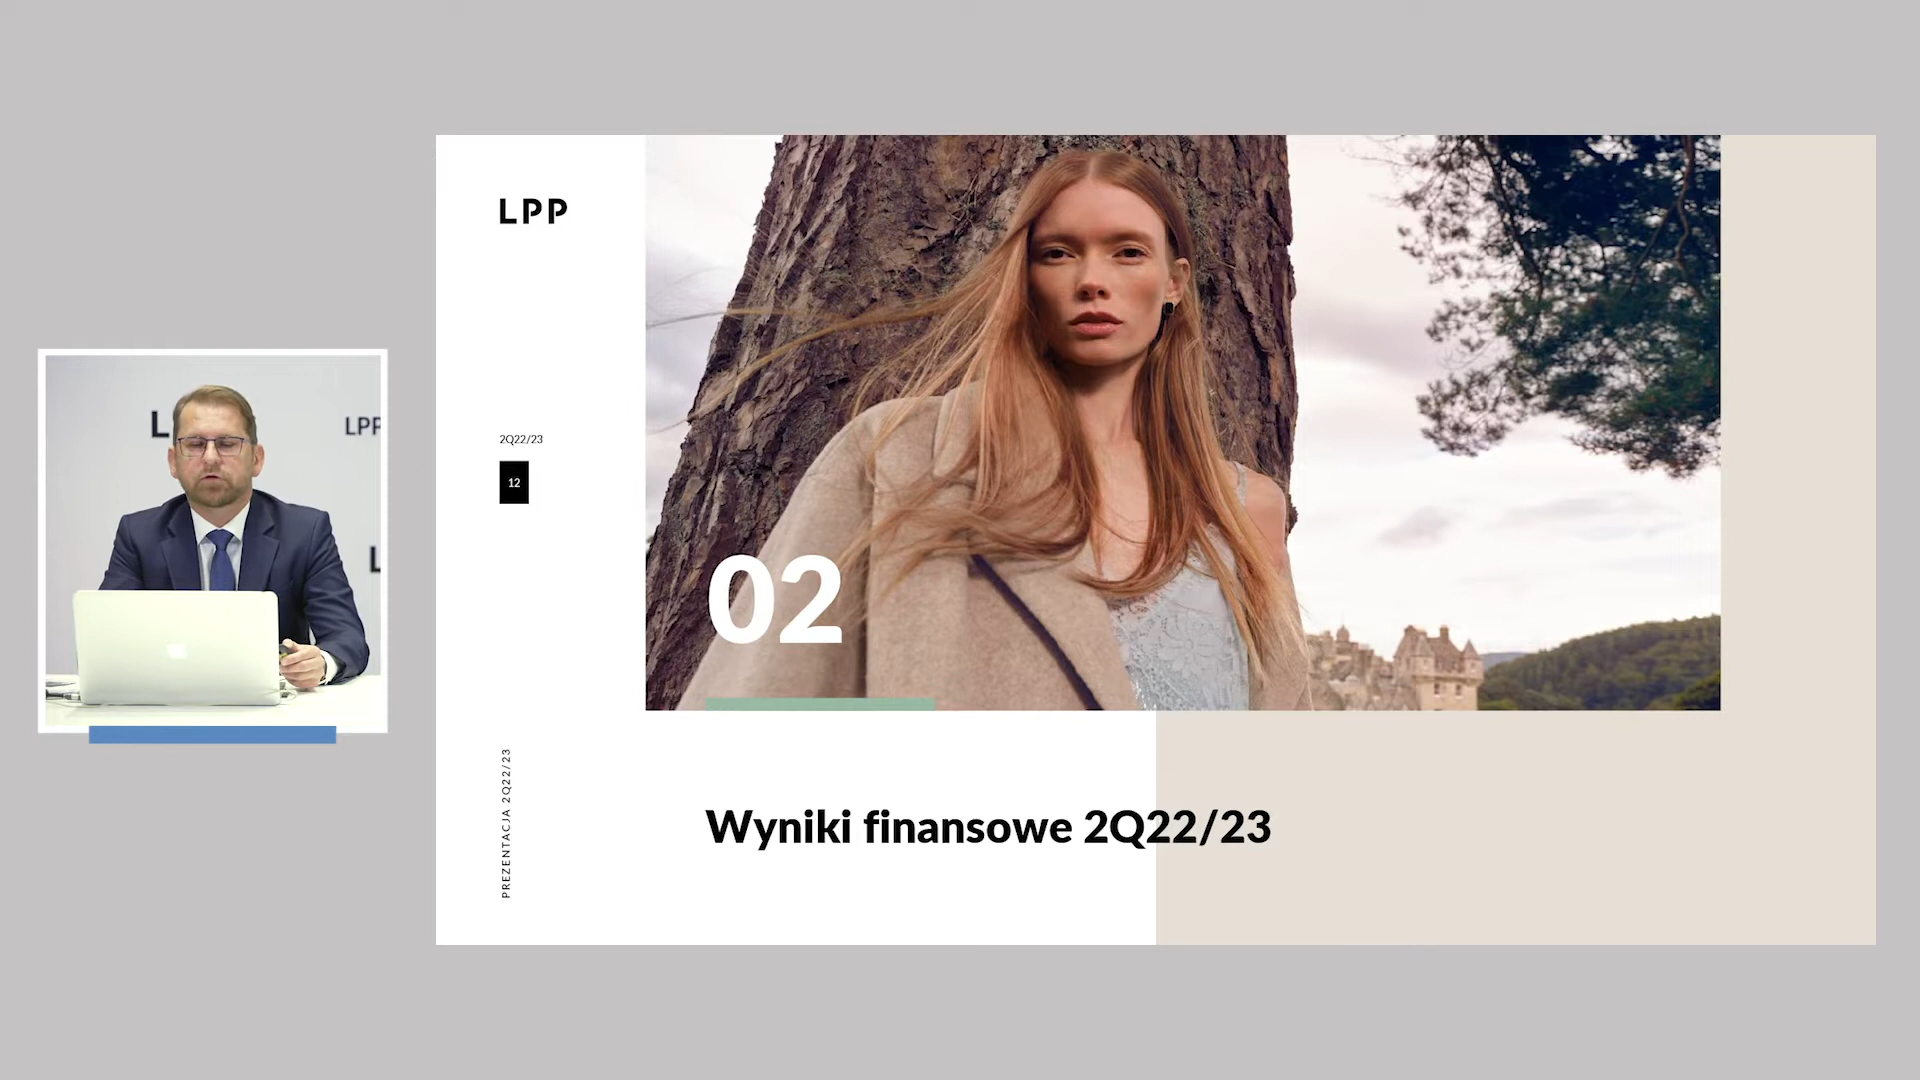 LPP
2Q22/23
12
02
PREZENTACJA 2Q22/23
Wyniki finansowe 2Q22/23
L
LPP
L